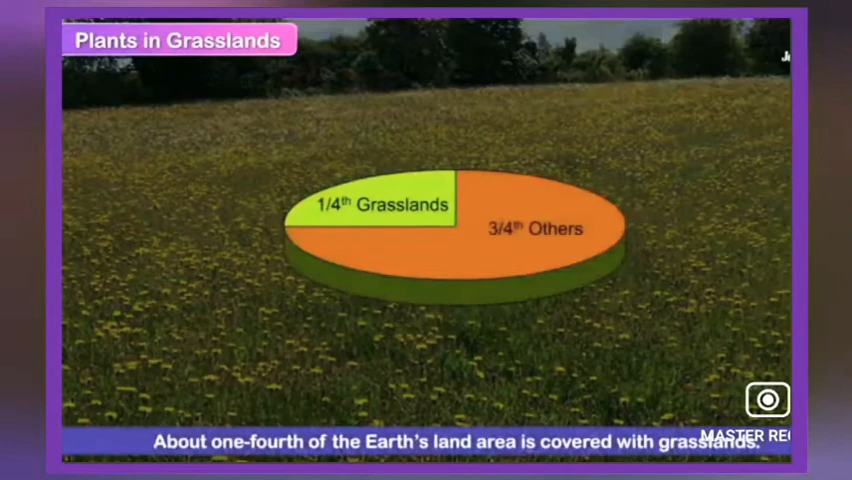 Plants in Grasslands
1/4th Grasslands
3/4th Others
About one-fourth of the Earth's land area is covered with grasslands.
MASTER REC